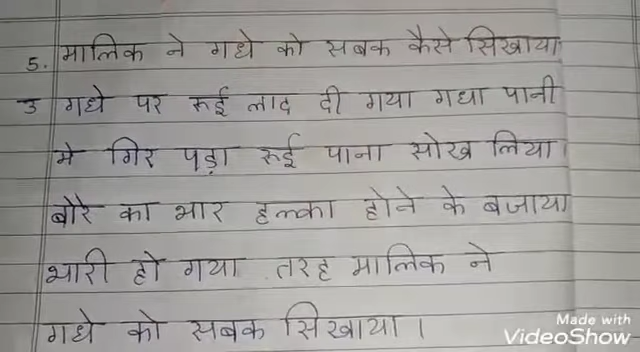 5. मालिक ने गधे को सबक कैसे सिखाया
उ गधे पर रूई लाद दी गया गधा पानी
मे गिर पड़ा रूई पाना सोख लिया।
बोरे का भार हल्का होने के बजाया
भारी हो गया तरह मालिक ने
गधे को सबक सिखाया।
Made with
VideoShow